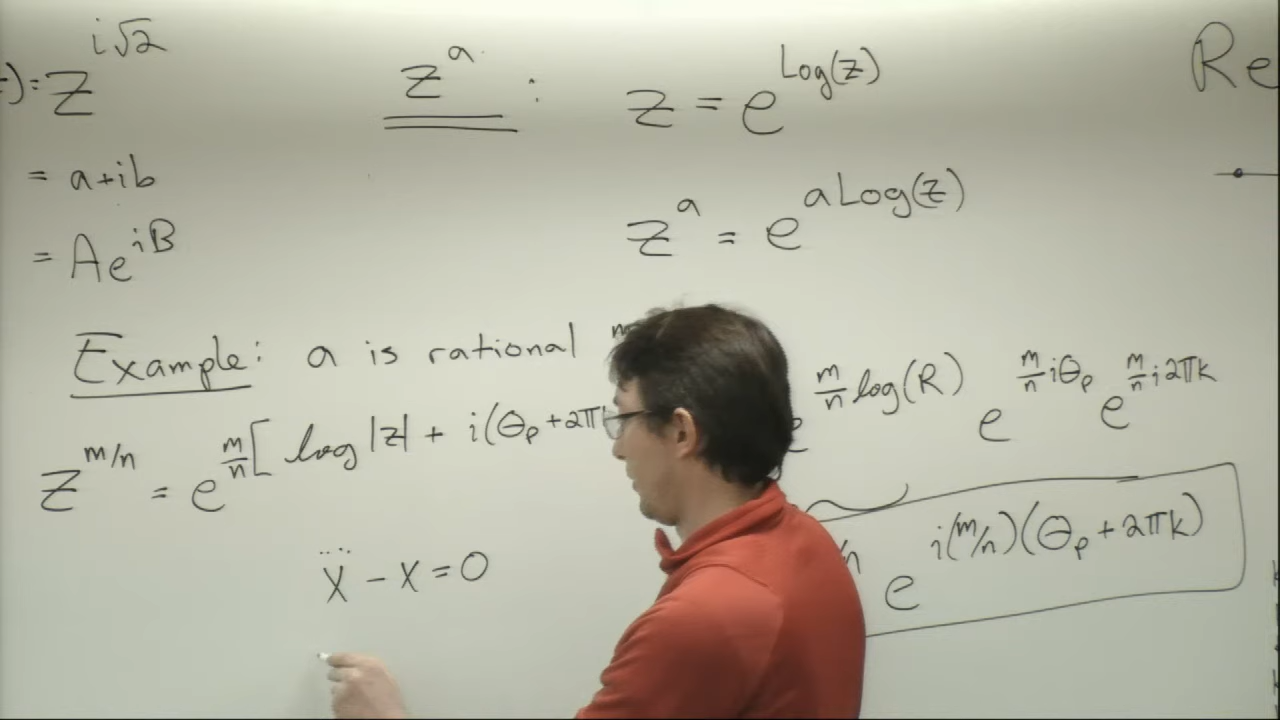 ) = z^{i√2}
= a+ib
= Ae^{iB}
z^a :
z = e^{Log(z)}
z^a = e^{a Log(z)}
Re
Example: a is rational m
z^{m/n} = e^{m/n [log|z| + i(θ_p + 2π
e^{m/n log(R)} e^{m/n iθ_p} e^{m/n i2πk}
/n e^{i(m/n)(θ_p + 2πk)}
x⃛ − x = 0